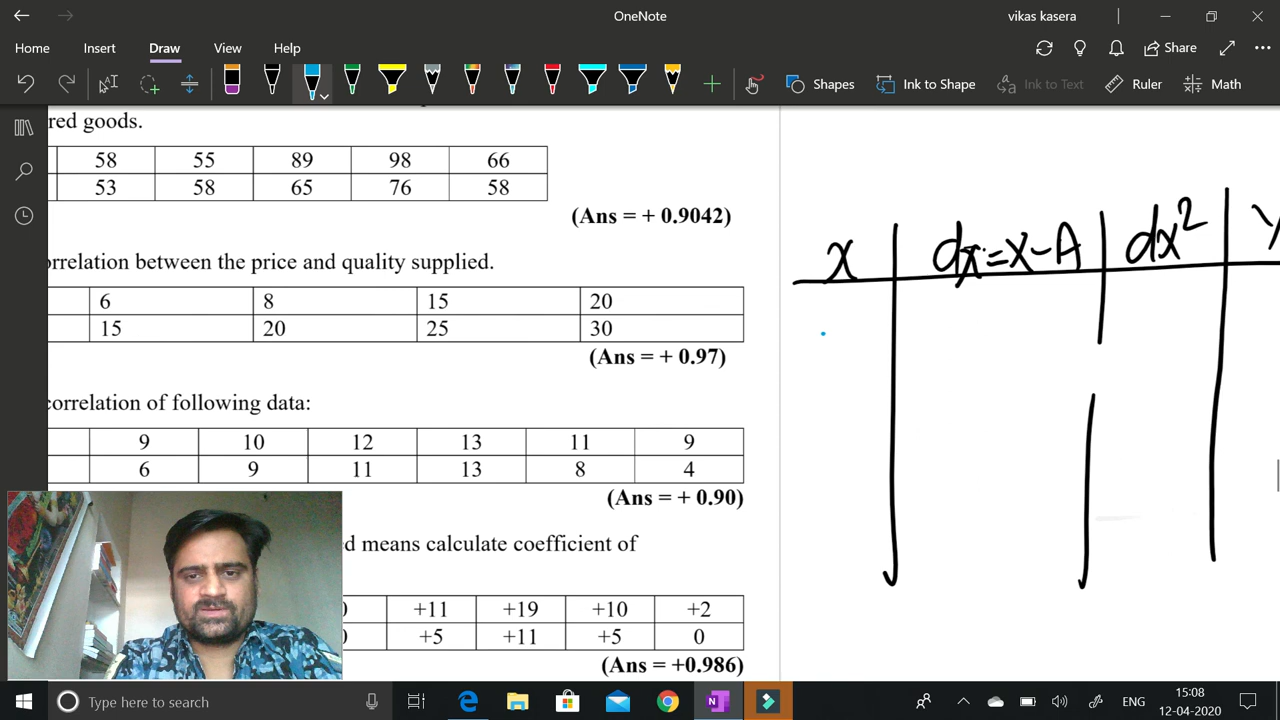 OneNote
vikas kasera
Home Insert Draw View Help
Share
Shapes Ink to Shape Ink to Text Ruler Math
red goods.
58 55 89 98 66
53 58 65 76 58
(Ans = + 0.9042)
orrelation between the price and quality supplied.
6 8 15 20
15 20 25 30
(Ans = + 0.97)
correlation of following data:
9 10 12 13 11 9
6 9 11 13 8 4
(Ans = + 0.90)
d means calculate coefficient of
0 +11 +19 +10 +2
0 +5 +11 +5 0
(Ans = +0.986)
x dx=x-A dx²
Type here to search
ENG
15:08
12-04-2020